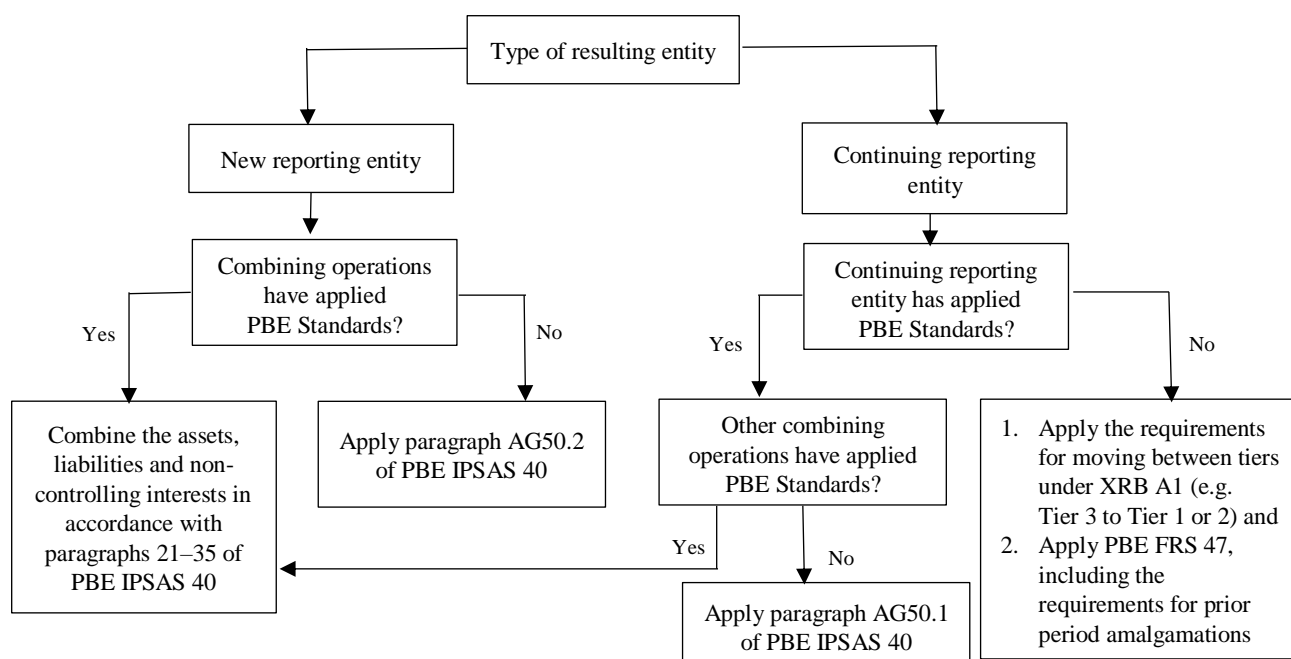 Type of resulting entity
New reporting entity
Continuing reporting
entity
Combining operations
have applied
PBE Standards?
Continuing reporting
entity has applied
PBE Standards?
Yes
No
Yes
No
Combine the assets,
liabilities and non-
controlling interests in
accordance with
paragraphs 21–35 of
PBE IPSAS 40
Apply paragraph AG50.2
of PBE IPSAS 40
Other combining
operations have applied
PBE Standards?
1. Apply the requirements
for moving between tiers
under XRB A1 (e.g.
Tier 3 to Tier 1 or 2) and
2. Apply PBE FRS 47,
including the
requirements for prior
period amalgamations
Yes
No
Apply paragraph AG50.1
of PBE IPSAS 40